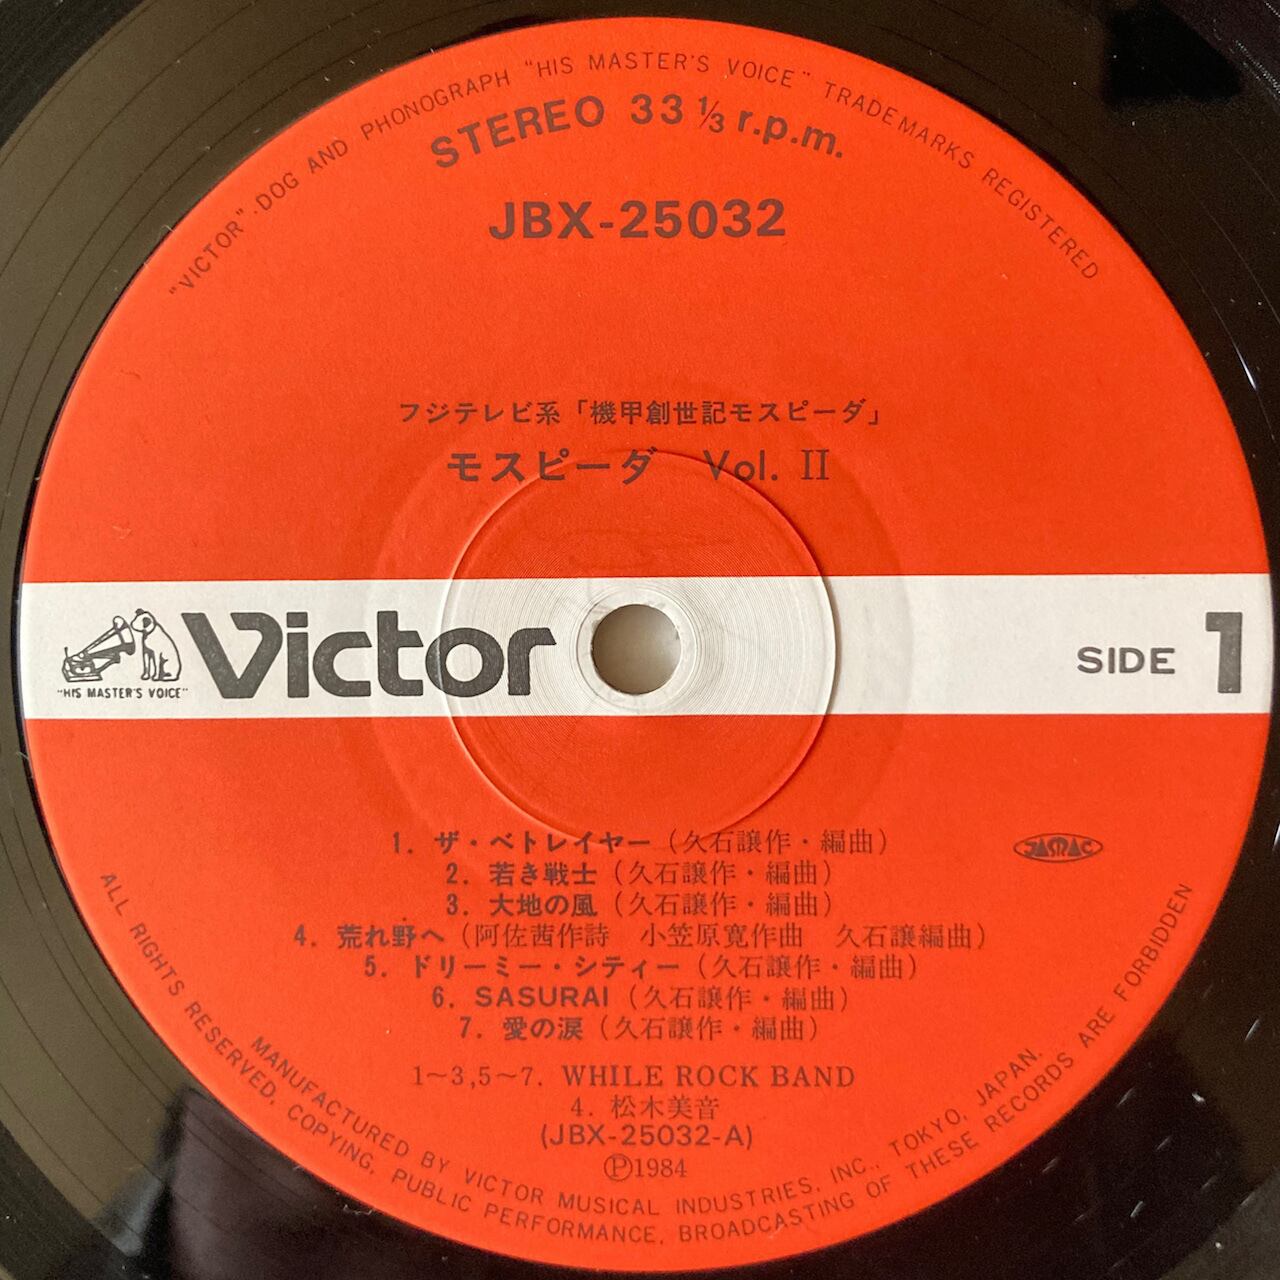 "VICTOR". DOG AND PHONOGRAPH "HIS MASTER'S VOICE" TRADEMARKS REGISTERED
STEREO 33 1/3 r.p.m.
JBX-25032
フジテレビ系「機甲創世記モスピーダ」
モスピーダ Vol. II
"HIS MASTER'S VOICE"
Victor
SIDE 1
1. ザ・ベトレイヤー（久石譲作・編曲）
JASRAC
2. 若き戦士（久石譲作・編曲）
3. 大地の風（久石譲作・編曲）
4. 荒れ野へ（阿佐茜作詩 小笠原寛作曲 久石譲編曲）
5. ドリーミー・シティー（久石譲作・編曲）
6. SASURAI（久石譲作・編曲）
7. 愛の涙（久石譲作・編曲）
1〜3,5〜7. WHILE ROCK BAND
4. 松木美音
(JBX-25032-A)
Ⓟ1984
MANUFACTURED BY VICTOR MUSICAL INDUSTRIES, INC., TOKYO, JAPAN.
ALL RIGHTS RESERVED, COPYING, PUBLIC PERFORMANCE, BROADCASTING OF THESE RECORDS ARE FORBIDDEN